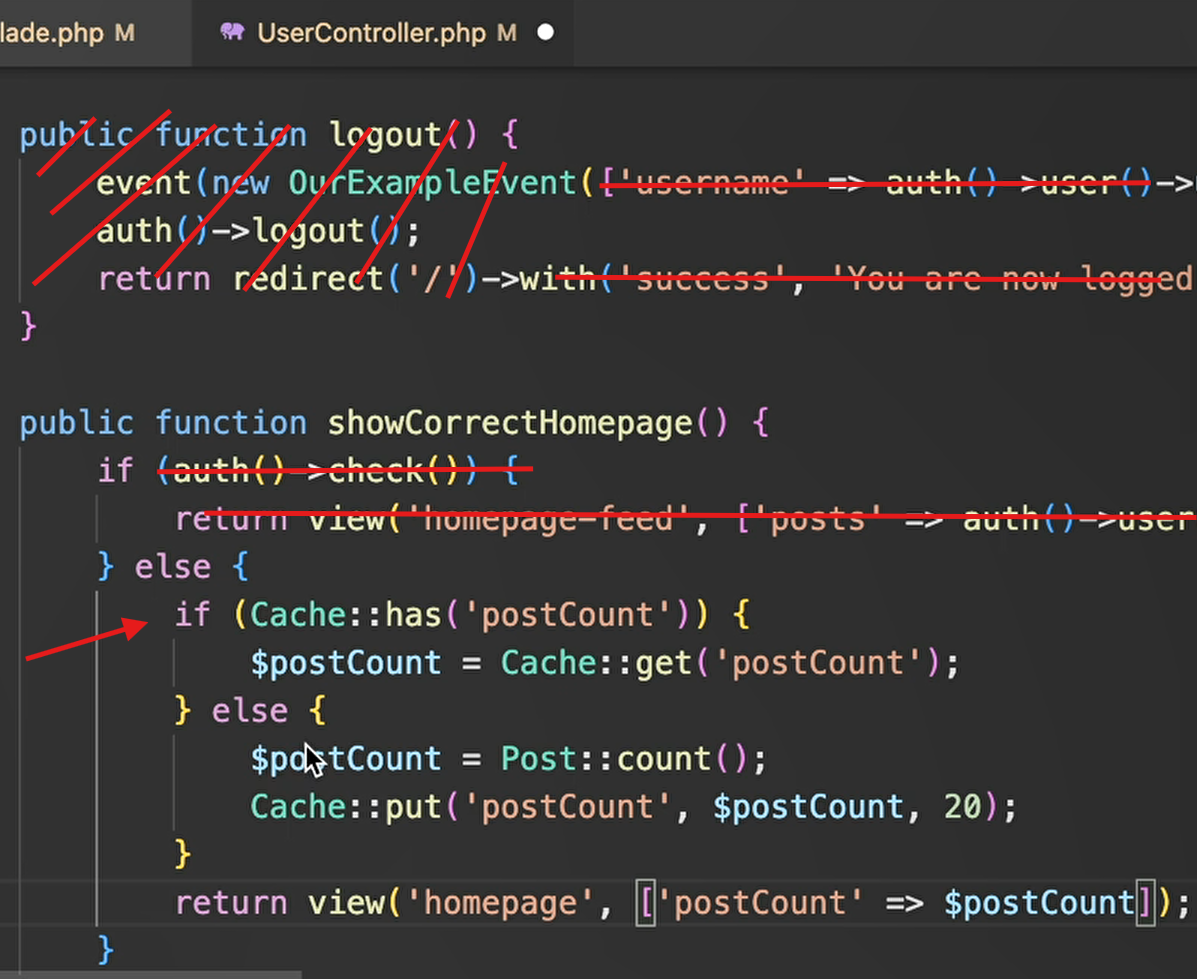 lade.php M UserController.php M
public function logout() {
event(new OurExampleEvent(['username' => auth()->user()->
auth()->logout();
return redirect('/')->with('success', 'You are now logged
}
public function showCorrectHomepage() {
if (auth()->check()) {
return view('homepage-feed', ['posts' => auth()->user
} else {
if (Cache::has('postCount')) {
$postCount = Cache::get('postCount');
} else {
$postCount = Post::count();
Cache::put('postCount', $postCount, 20);
}
return view('homepage', ['postCount' => $postCount]);
}